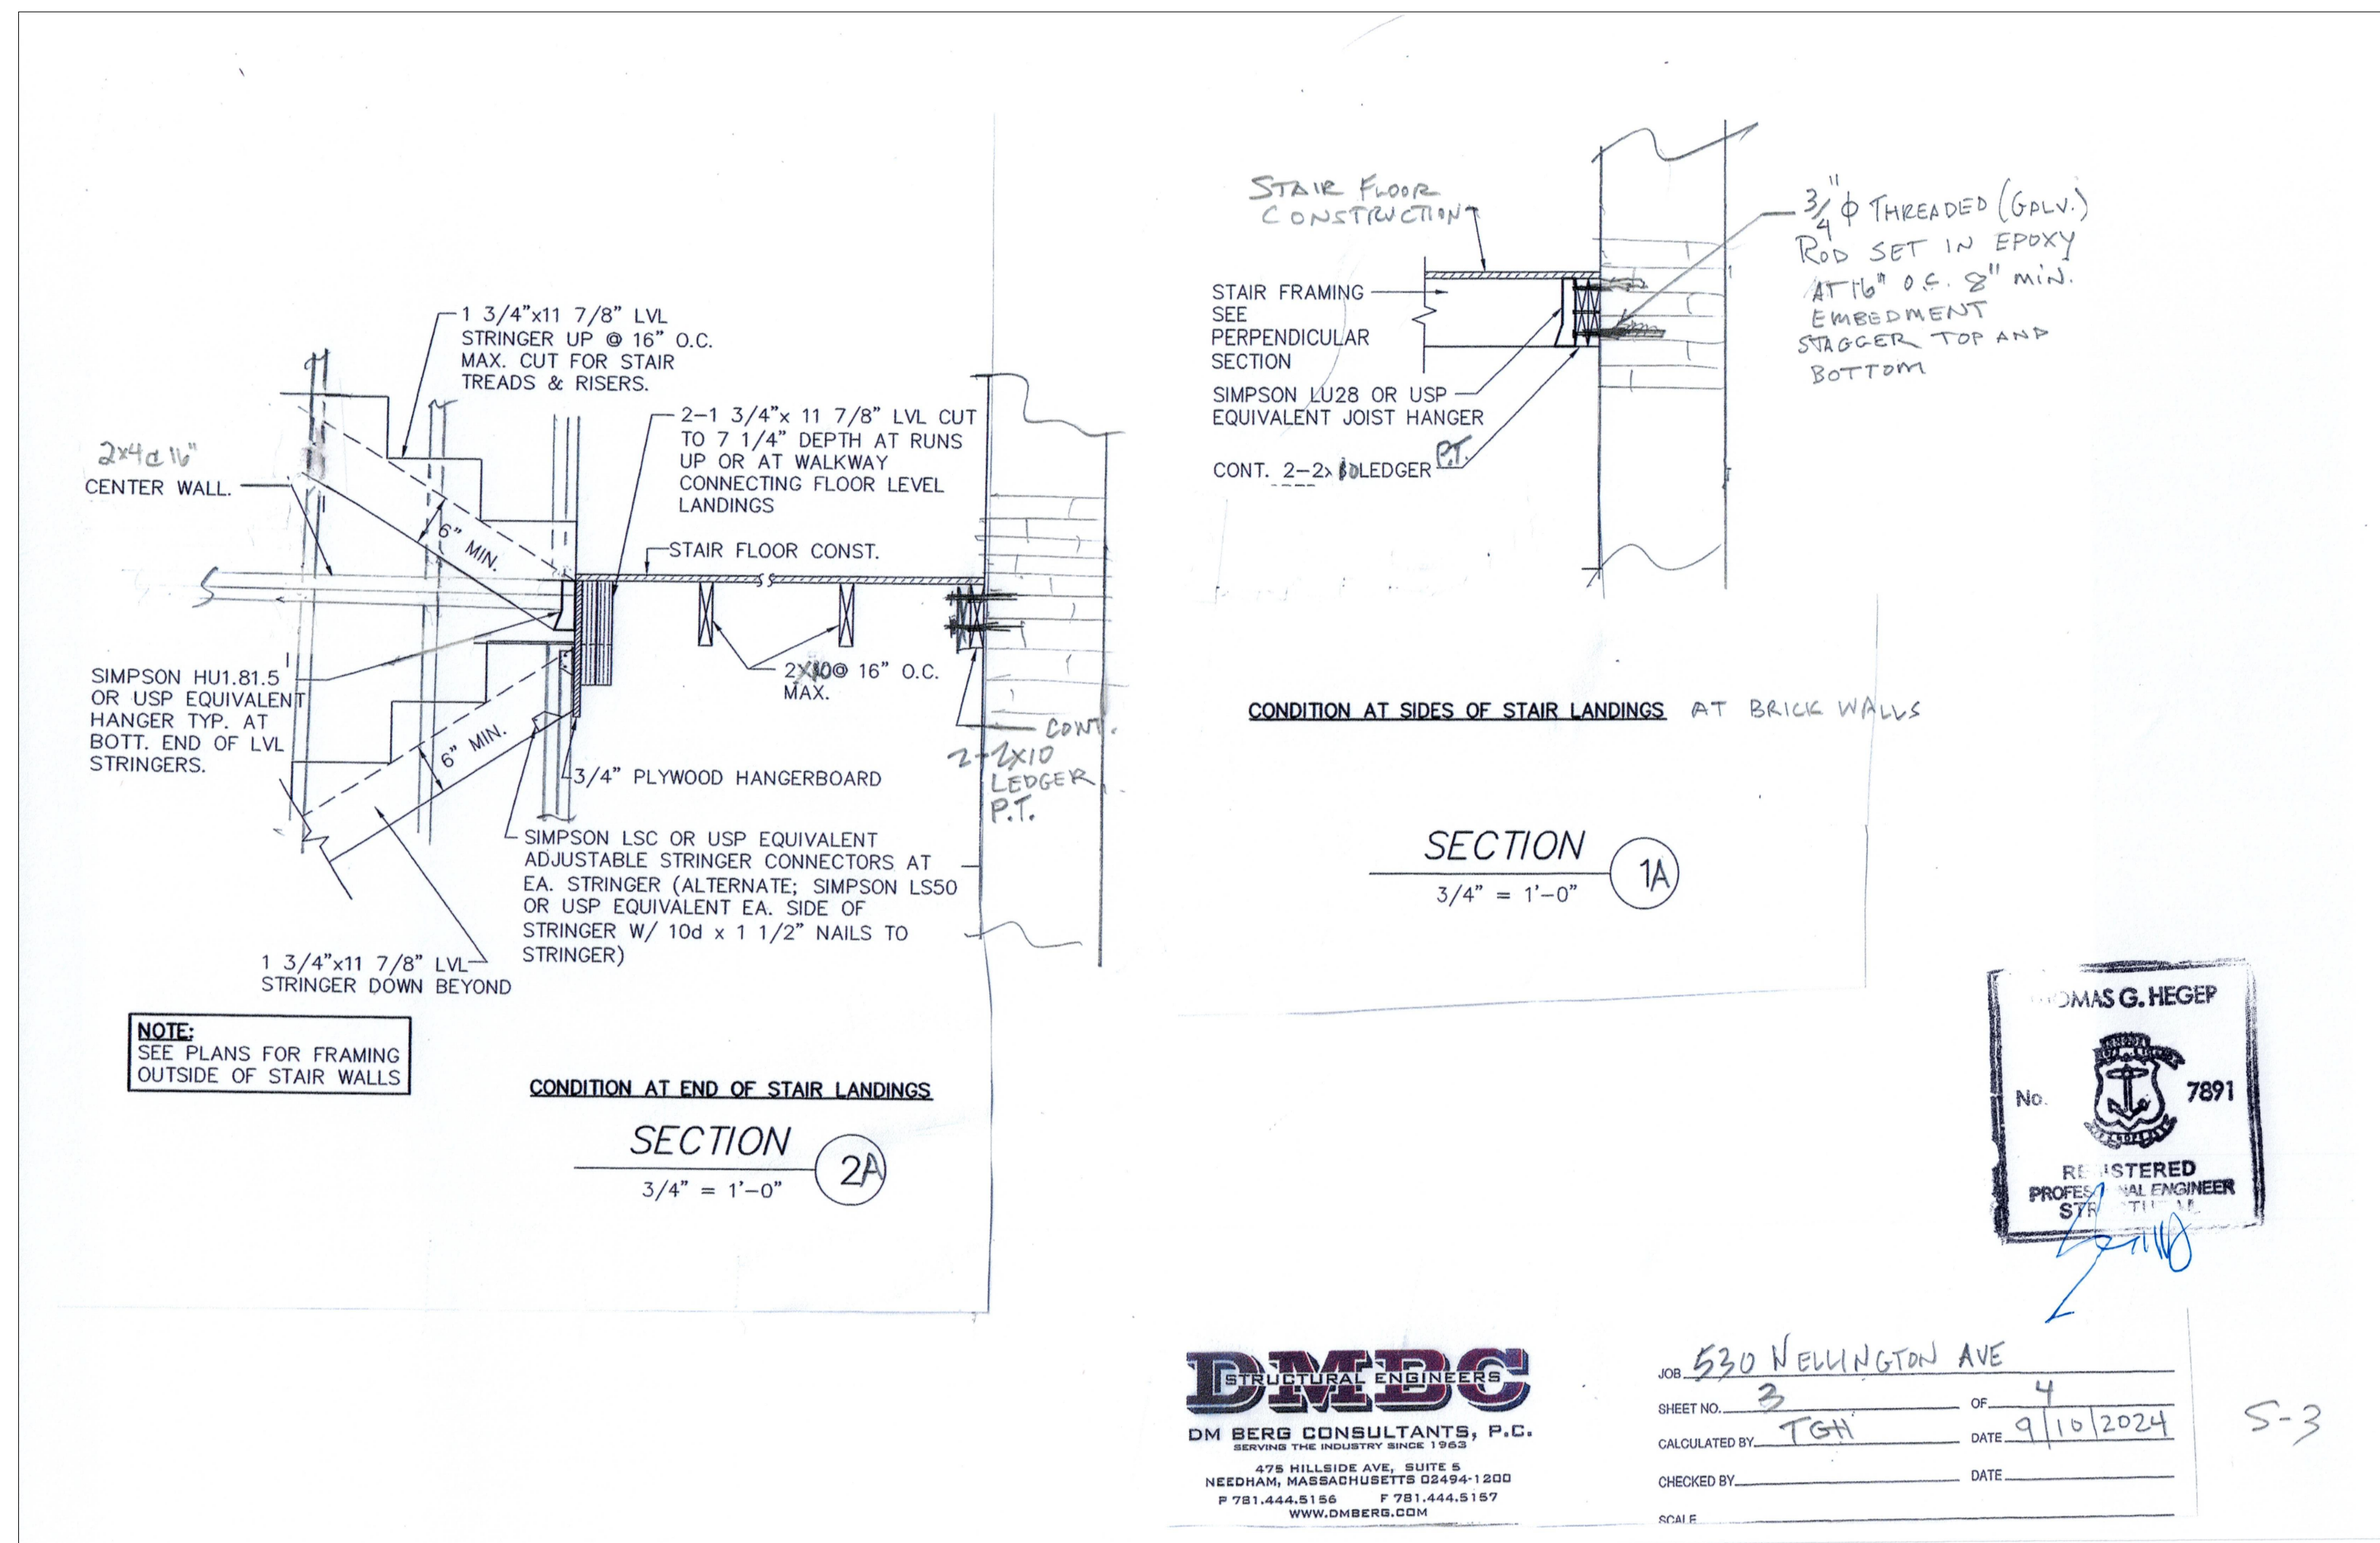 1 3/4"x11 7/8" LVL
STRINGER UP @ 16" O.C.
MAX. CUT FOR STAIR
TREADS & RISERS.
2-1 3/4"x 11 7/8" LVL CUT
TO 7 1/4" DEPTH AT RUNS
UP OR AT WALKWAY
CONNECTING FLOOR LEVEL
LANDINGS
2x4@16"
CENTER WALL.
6" MIN.
STAIR FLOOR CONST.
SIMPSON HU1.81.5
OR USP EQUIVALENT
HANGER TYP. AT
BOTT. END OF LVL
STRINGERS.
2X10@ 16" O.C.
MAX.
6" MIN.
CONT.
2-2X10
LEDGER
P.T.
3/4" PLYWOOD HANGERBOARD
SIMPSON LSC OR USP EQUIVALENT
ADJUSTABLE STRINGER CONNECTORS AT
EA. STRINGER (ALTERNATE; SIMPSON LS50
OR USP EQUIVALENT EA. SIDE OF
STRINGER W/ 10d x 1 1/2" NAILS TO
STRINGER)
1 3/4"x11 7/8" LVL
STRINGER DOWN BEYOND
NOTE:
SEE PLANS FOR FRAMING
OUTSIDE OF STAIR WALLS
CONDITION AT END OF STAIR LANDINGS
SECTION 2A
3/4" = 1'-0"
STAIR FLOOR
CONSTRUCTION
STAIR FRAMING
SEE
PERPENDICULAR
SECTION
SIMPSON LU28 OR USP
EQUIVALENT JOIST HANGER
CONT. 2-2x10 LEDGER P.T.
3/4" ϕ THREADED (GALV.)
ROD SET IN EPOXY
AT 16" O.C. 8" MIN.
EMBEDMENT
STAGGER TOP AND
BOTTOM
CONDITION AT SIDES OF STAIR LANDINGS AT BRICK WALLS
SECTION 1A
3/4" = 1'-0"
THOMAS G. HEGER
No. 7891
REGISTERED
PROFESSIONAL ENGINEER
STRUCTURAL
DMBC
STRUCTURAL ENGINEERS
DM BERG CONSULTANTS, P.C.
SERVING THE INDUSTRY SINCE 1963
475 HILLSIDE AVE, SUITE 5
NEEDHAM, MASSACHUSETTS 02494-1200
P 781.444.5156 F 781.444.5157
WWW.DMBERG.COM
JOB 530 WELLINGTON AVE
SHEET NO. 3 OF 4
CALCULATED BY TGH DATE 9/10/2024
CHECKED BY DATE
SCALE
S-3